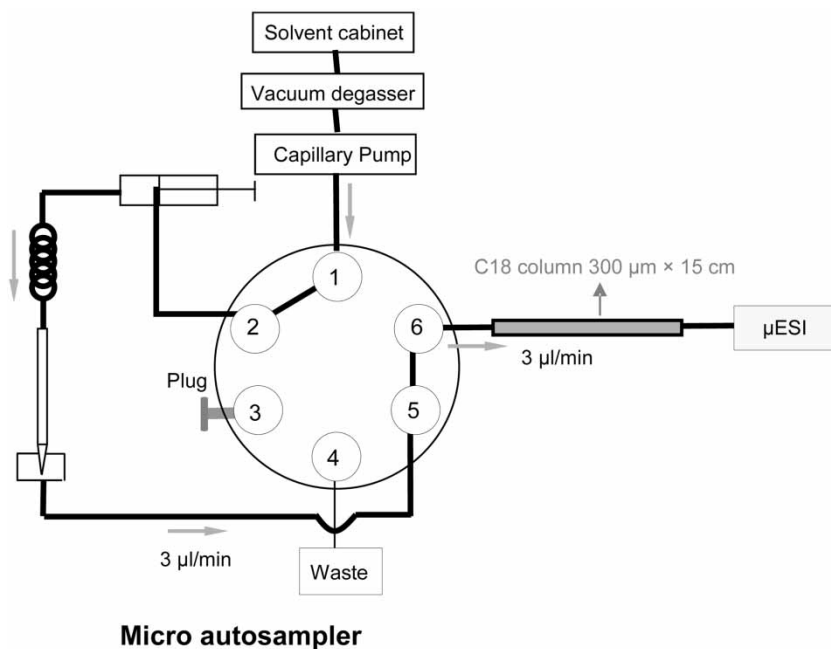 Solvent cabinet
Vacuum degasser
Capillary Pump
1
2
3
4
5
6
Plug
C18 column 300 μm × 15 cm
μESI
3 μl/min
3 μl/min
Waste
Micro autosampler